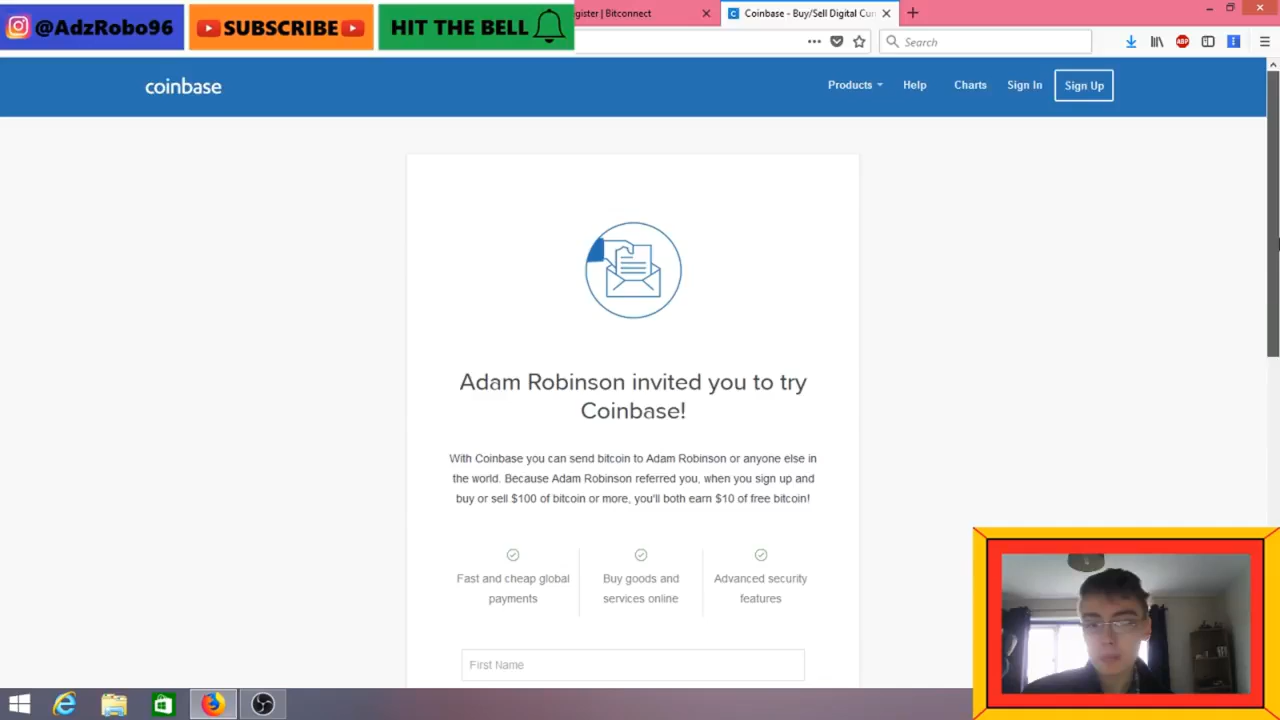 @AdzRobo96
SUBSCRIBE
HIT THE BELL
gister | Bitconnect
Coinbase - Buy/Sell Digital Cur
Search
ABP
coinbase
Products
Help
Charts
Sign In
Sign Up
Adam Robinson invited you to try
Coinbase!
With Coinbase you can send bitcoin to Adam Robinson or anyone else in
the world. Because Adam Robinson referred you, when you sign up and
buy or sell $100 of bitcoin or more, you'll both earn $10 of free bitcoin!
Fast and cheap global
payments
Buy goods and
services online
Advanced security
features
First Name